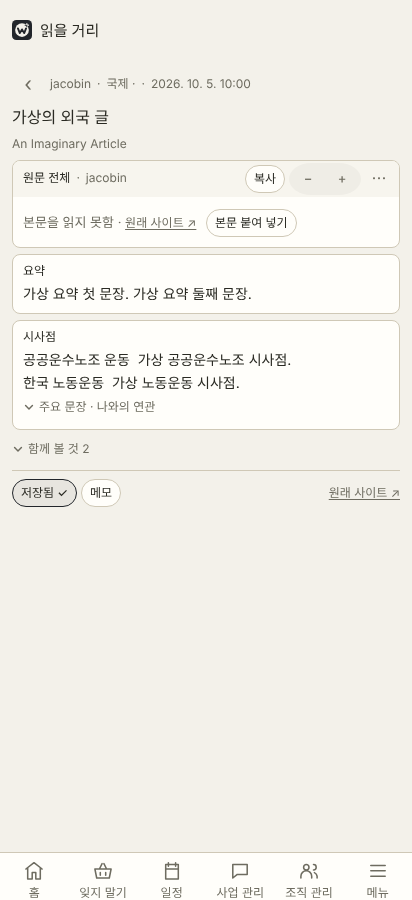 읽을 거리
jacobin · 국제 · · 2026. 10. 5. 10:00
가상의 외국 글
An Imaginary Article
원문 전체 · jacobin 복사 − + ···
본문을 읽지 못함 · 원래 사이트 ↗ 본문 붙여 넣기
요약
가상 요약 첫 문장. 가상 요약 둘째 문장.
시사점
공공운수노조 운동 가상 공공운수노조 시사점.
한국 노동운동 가상 노동운동 시사점.
주요 문장 · 나와의 연관
함께 볼 것 2
저장됨 ✓ 메모 원래 사이트 ↗
홈 잊지 말기 일정 사업 관리 조직 관리 메뉴